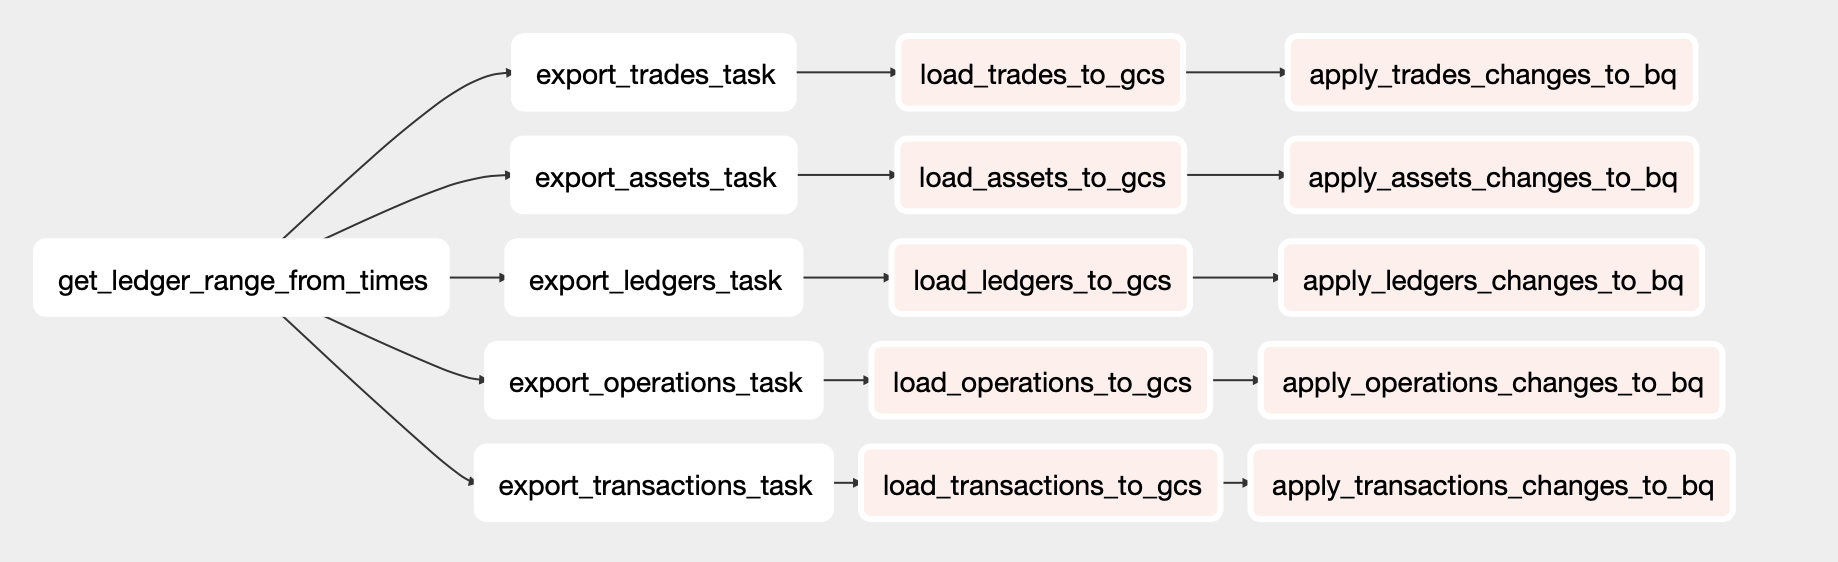 export_trades_task
load_trades_to_gcs
apply_trades_changes_to_bq
export_assets_task
load_assets_to_gcs
apply_assets_changes_to_bq
get_ledger_range_from_times
export_ledgers_task
load_ledgers_to_gcs
apply_ledgers_changes_to_bq
export_operations_task
load_operations_to_gcs
apply_operations_changes_to_bq
export_transactions_task
load_transactions_to_gcs
apply_transactions_changes_to_bq